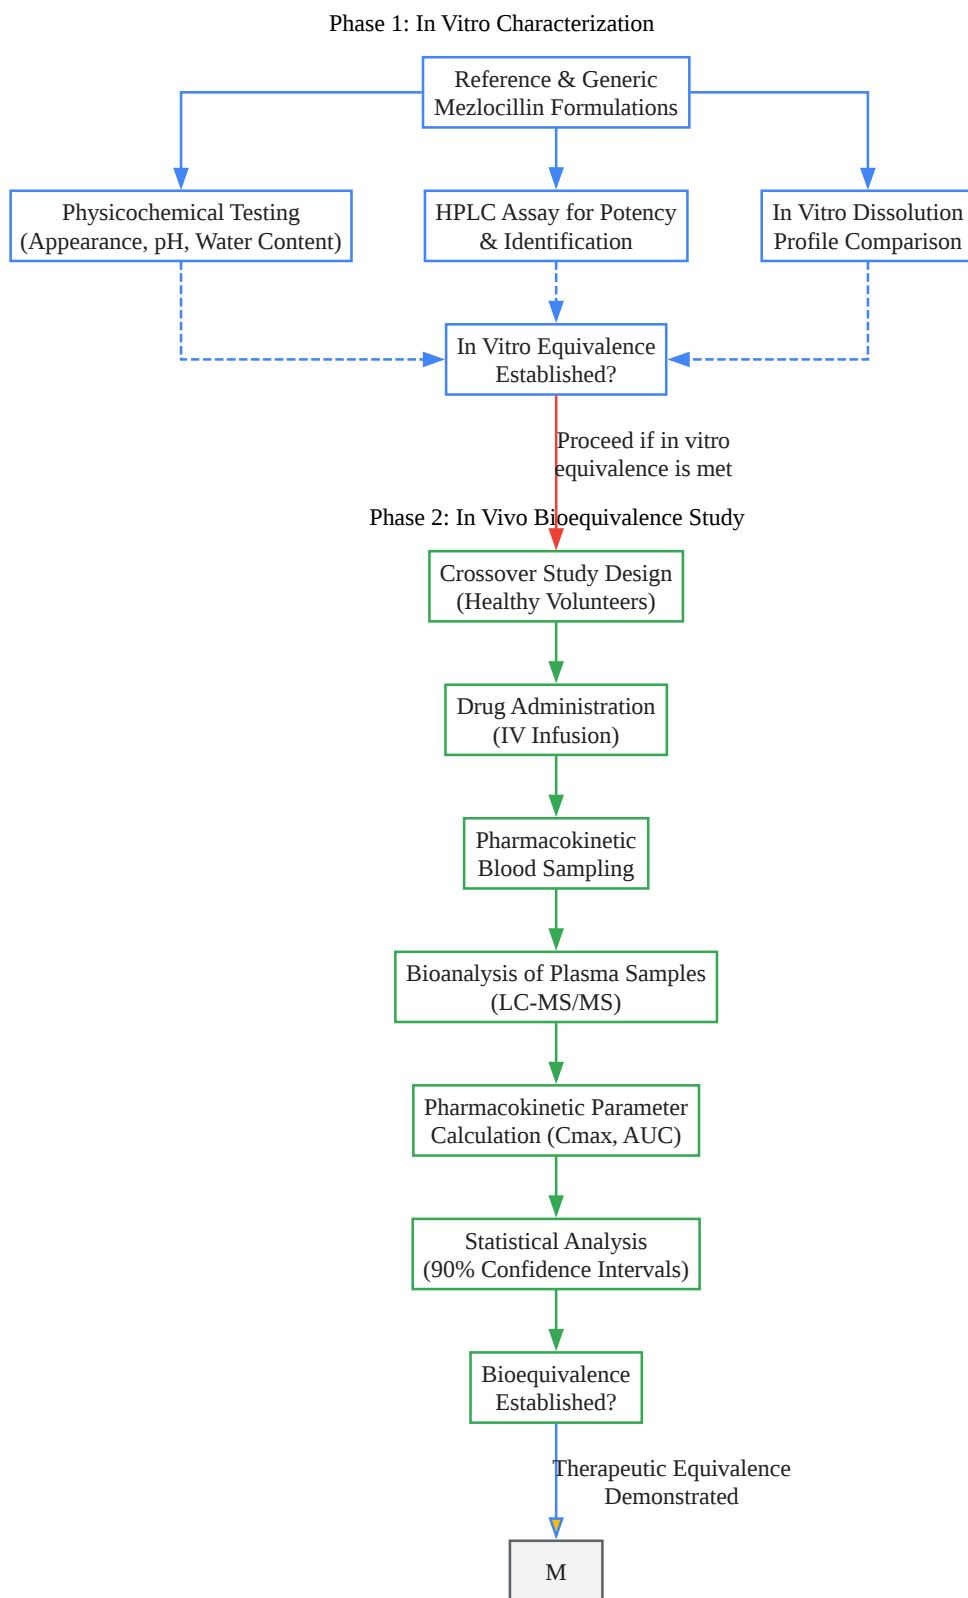 Phase 1: In Vitro Characterization
Reference & Generic
Mezlocillin Formulations
Physicochemical Testing
(Appearance, pH, Water Content)
HPLC Assay for Potency
& Identification
In Vitro Dissolution
Profile Comparison
In Vitro Equivalence
Established?
Proceed if in vitro
equivalence is met
Phase 2: In Vivo Bioequivalence Study
Crossover Study Design
(Healthy Volunteers)
Drug Administration
(IV Infusion)
Pharmacokinetic
Blood Sampling
Bioanalysis of Plasma Samples
(LC-MS/MS)
Pharmacokinetic Parameter
Calculation (Cmax, AUC)
Statistical Analysis
(90% Confidence Intervals)
Bioequivalence
Established?
Therapeutic Equivalence
Demonstrated
M